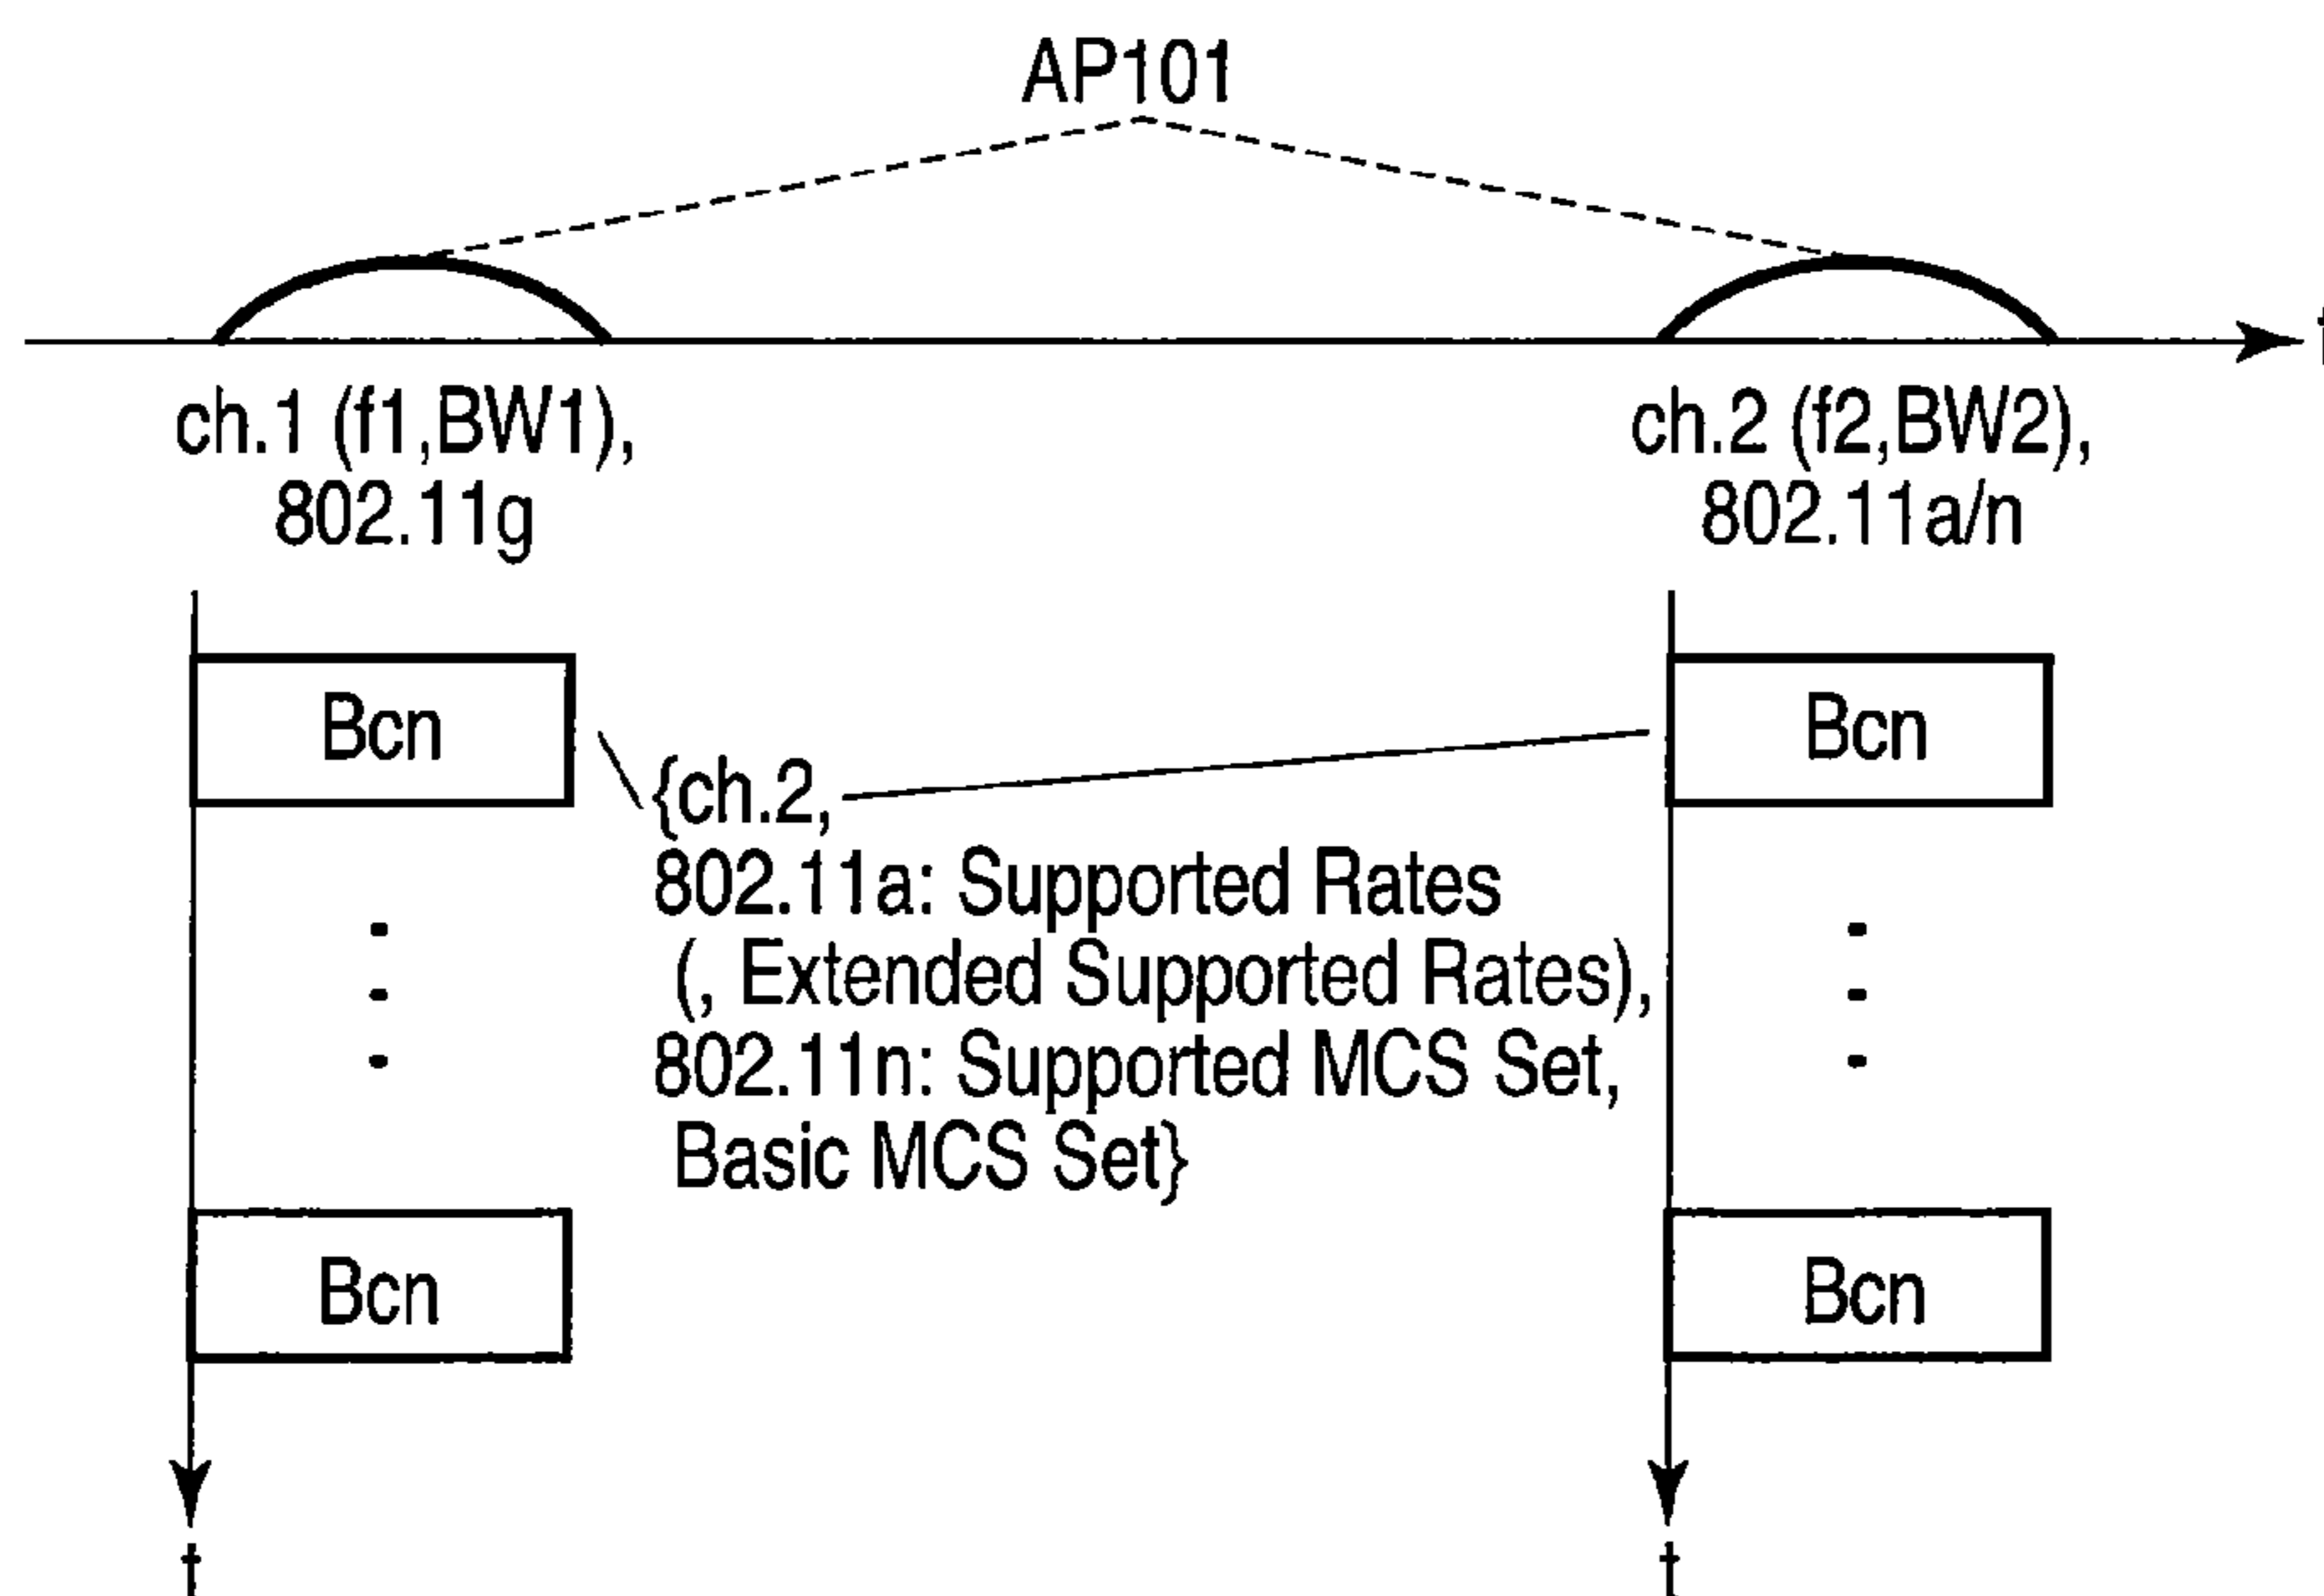 AP101
f
ch.1 (f1,BW1),
802.11g
ch.2 (f2,BW2),
802.11a/n
Bcn
Bcn
{ch.2,
802.11a: Supported Rates
(, Extended Supported Rates),
802.11n: Supported MCS Set,
Basic MCS Set}
Bcn
Bcn
t
t